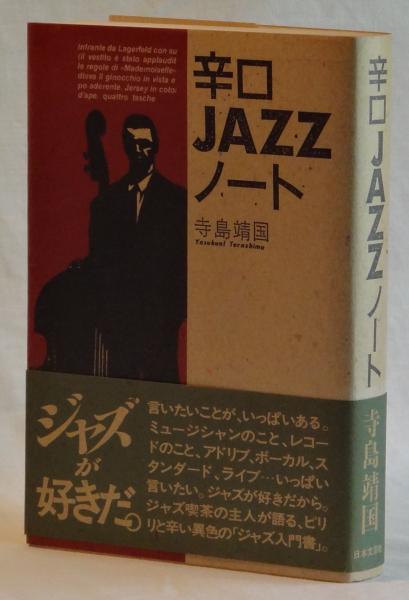 Infrante da Lagerfeld con su
(il vestito è stato applaudit
le regole di «Mademoiselle»
dova il ginocchio in vista e
po aderente. Jersey in coloi
d'ape. quattro tasche
辛口
JAZZ
ノート
寺島靖国
Yasukuni Terashima
ジャズ
が
好きだ。
言いたいことが、いっぱいある。
ミュージシャンのこと、レコー
ドのこと、アドリブ、ボーカル、ス
タンダード、ライブ…いっぱい
言いたい。ジャズが好きだから。
ジャズ喫茶の主人が語る、ピリ
リと辛い異色の「ジャズ入門書」。
辛口JAZZノート
寺島靖国
日本文芸社